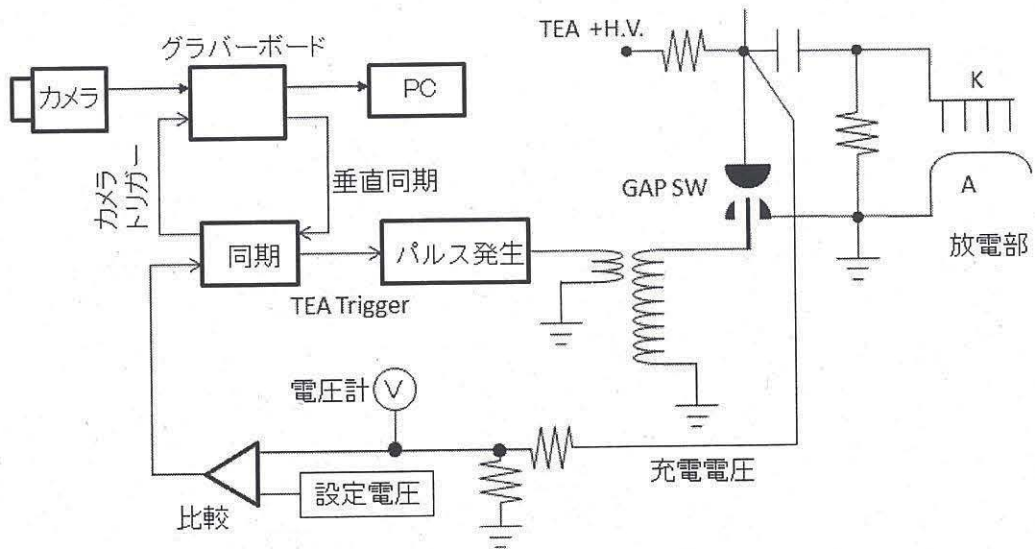 グラバーボード
カメラ
PC
カメラ
トリガー
垂直同期
同期
パルス発生
TEA Trigger
TEA +H.V.
GAP SW
K
A
放電部
電圧計
V
設定電圧
比較
充電電圧